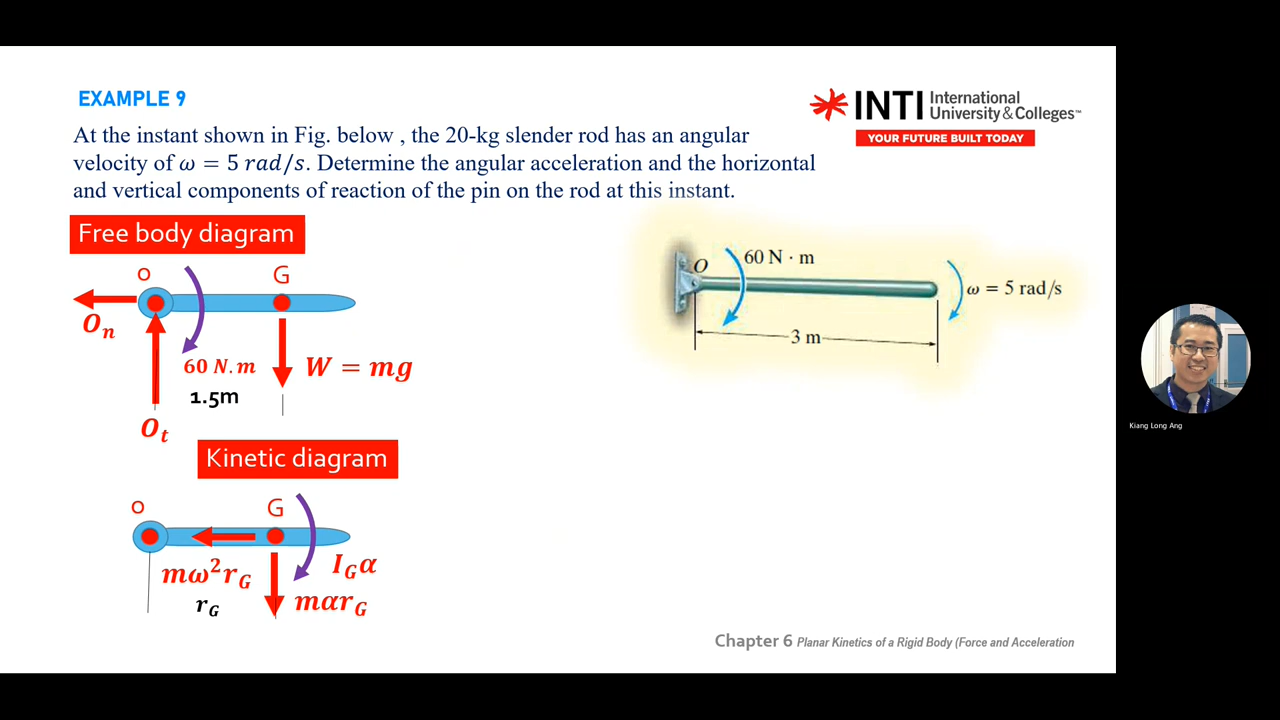 EXAMPLE 9
INTI International
University & Colleges™
YOUR FUTURE BUILT TODAY
At the instant shown in Fig. below , the 20-kg slender rod has an angular
velocity of ω = 5 rad/s. Determine the angular acceleration and the horizontal
and vertical components of reaction of the pin on the rod at this instant.
Free body diagram
O
G
Oₙ
60 N.m
1.5m
W = mg
Oₜ
O
60 N · m
ω = 5 rad/s
3 m
Kinetic diagram
O
G
mω²r_G
I_Gα
r_G
mαr_G
Chapter 6 Planar Kinetics of a Rigid Body (Force and Acceleration
Kiang Long Ang